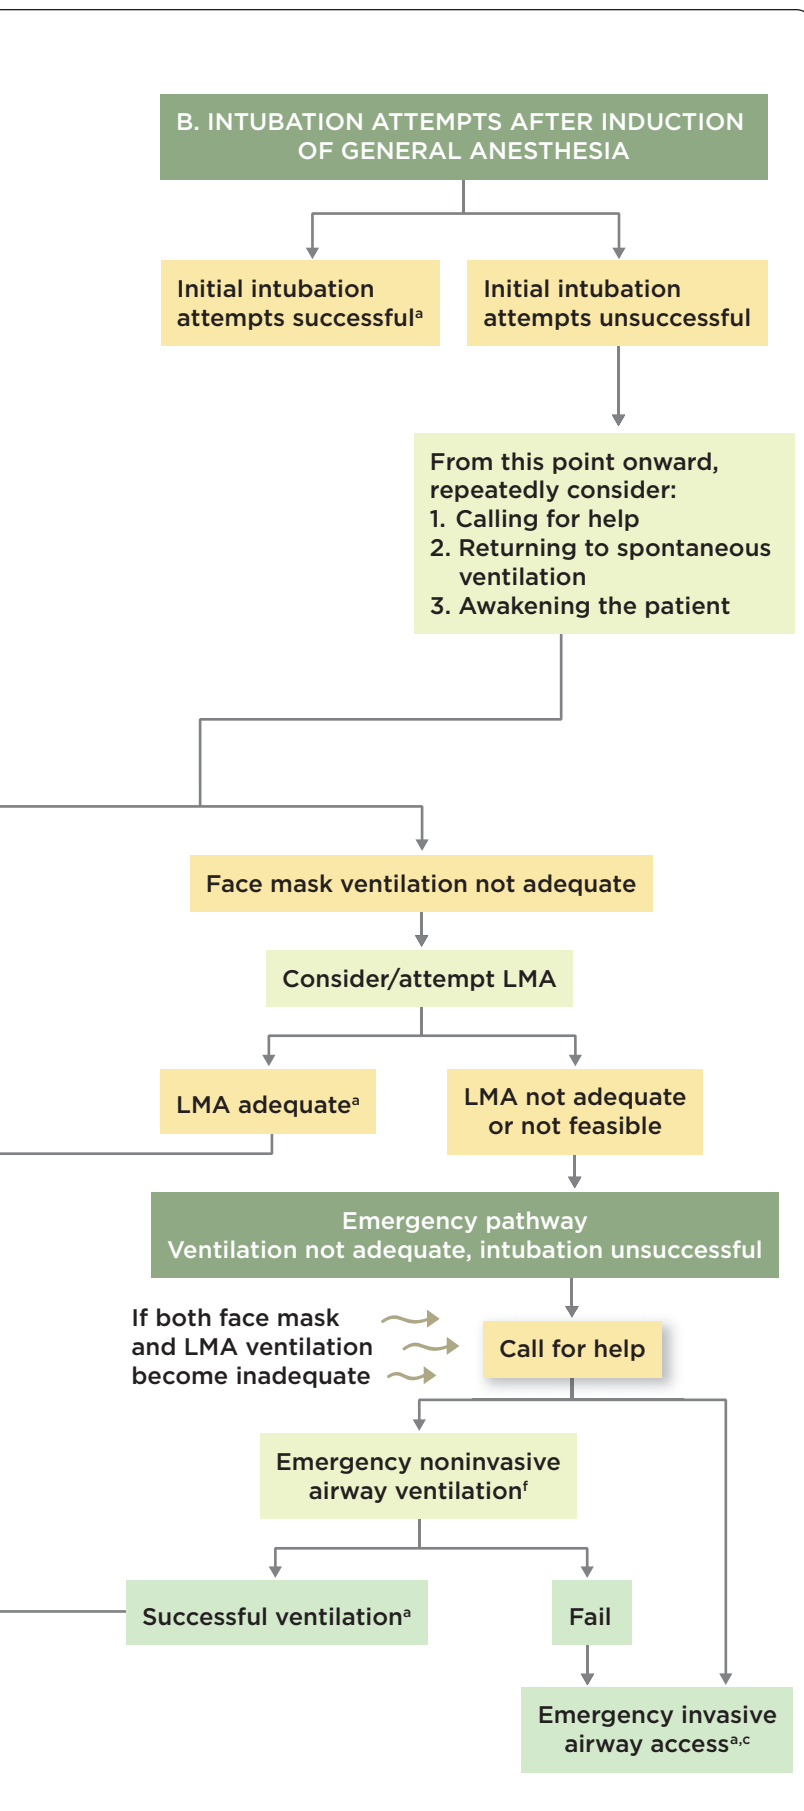 B. INTUBATION ATTEMPTS AFTER INDUCTION
OF GENERAL ANESTHESIA
Initial intubation
attempts successfulᵃ
Initial intubation
attempts unsuccessful
From this point onward,
repeatedly consider:
1. Calling for help
2. Returning to spontaneous
ventilation
3. Awakening the patient
Face mask ventilation not adequate
Consider/attempt LMA
LMA adequateᵃ
LMA not adequate
or not feasible
Emergency pathway
Ventilation not adequate, intubation unsuccessful
If both face mask
and LMA ventilation
become inadequate
Call for help
Emergency noninvasive
airway ventilationᶠ
Successful ventilationᵃ
Fail
Emergency invasive
airway accessᵃ,ᶜ